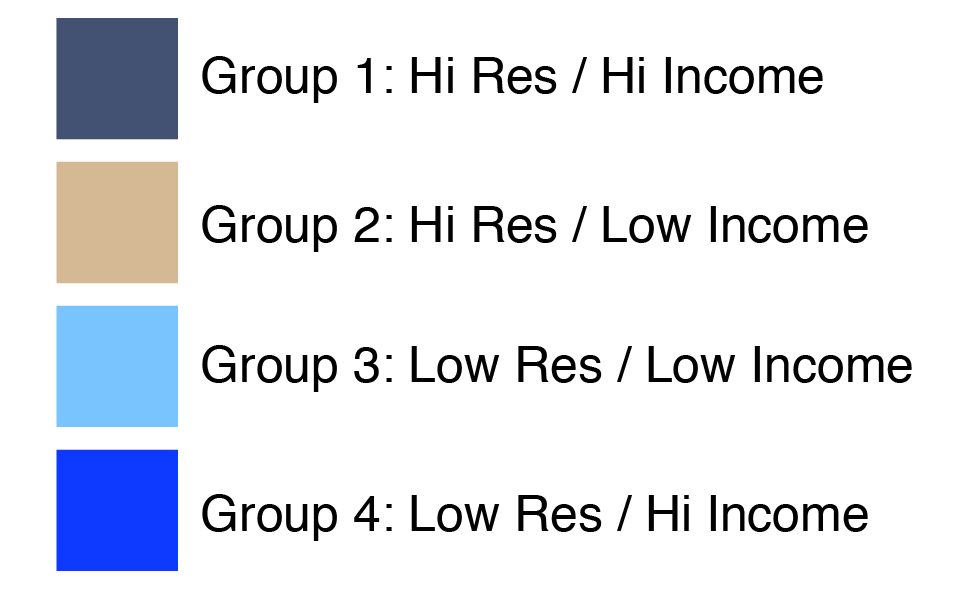 Group 1: Hi Res / Hi Income
Group 2: Hi Res / Low Income
Group 3: Low Res / Low Income
Group 4: Low Res / Hi Income